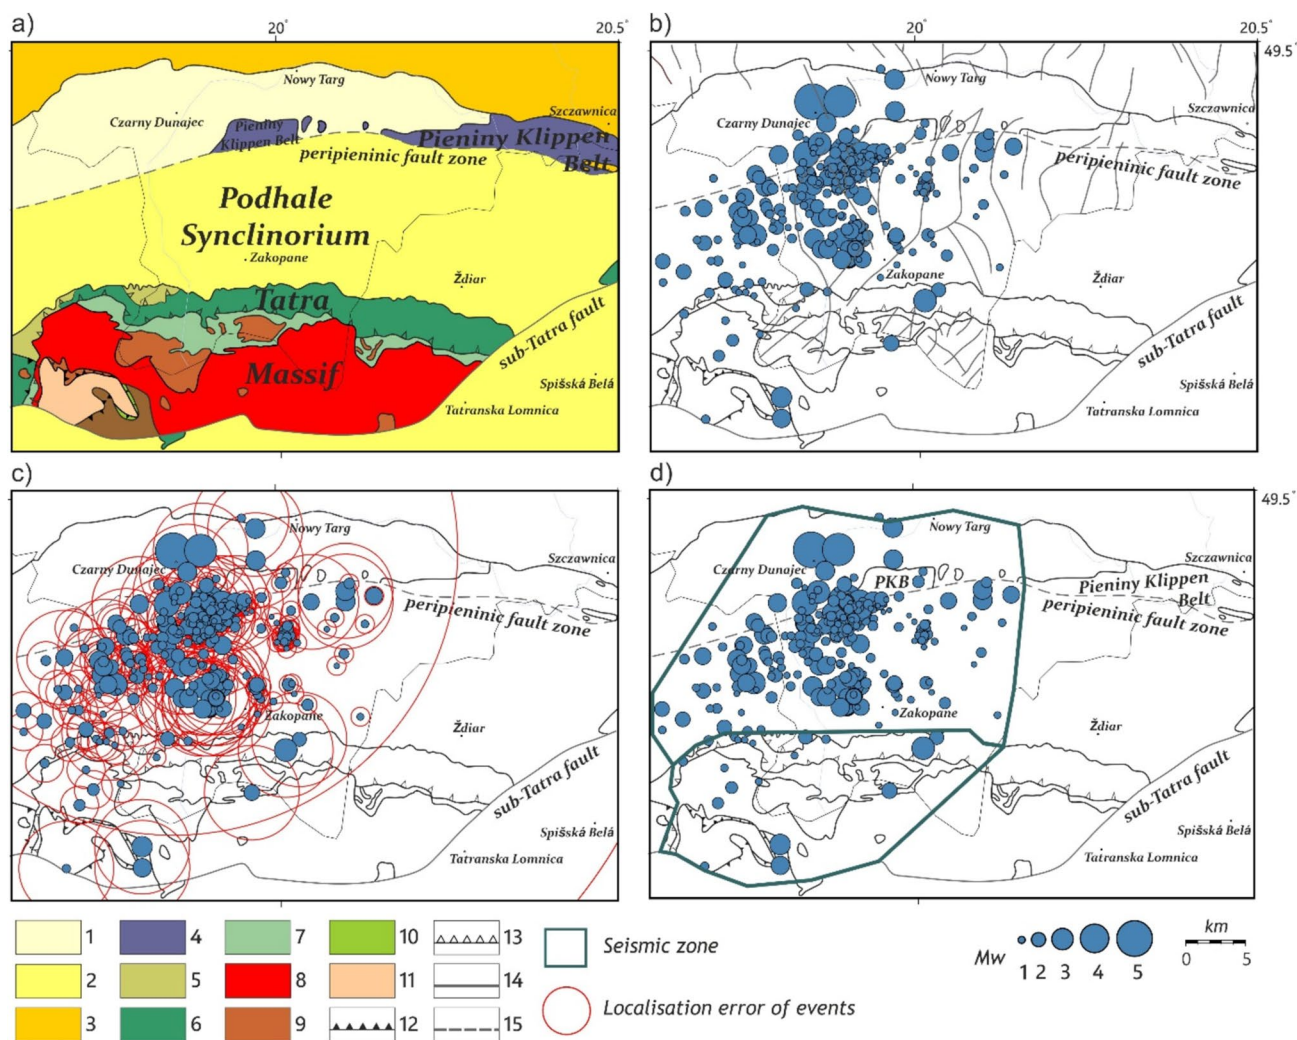 a)
20°
20.5°
Nowy Targ
Szczawnica
Czarny Dunajec
Pieniny
Klippen Belt
Pieniny Klippen
Belt
peripieninic fault zone
Podhale
Synclinorium
Zakopane
Ždiar
Tatra
sub-Tatra fault
Massif
Spišská Belá
Tatranska Lomnica
b)
20°
20.5°
49.5°
Nowy Targ
Szczawnica
Czarny Dunajec
peripieninic fault zone
Zakopane
Ždiar
sub-Tatra fault
Spišská Belá
Tatranska Lomnica
c)
Nowy Targ
Szczawnica
Czarny Dunajec
peripieninic fault zone
Zakopane
Ždiar
sub-Tatra fault
Spišská Belá
Tatranska Lomnica
d)
49.5°
Nowy Targ
Szczawnica
Czarny Dunajec
PKB
Pieniny Klippen
Belt
peripieninic fault zone
Zakopane
Ždiar
sub-Tatra fault
Spišská Belá
Tatranska Lomnica
1 4 7 10 13
2 5 8 11 14
3 6 9 12 15
Seismic zone
Localisation error of events
Mw
1 2 3 4 5
km
0 5